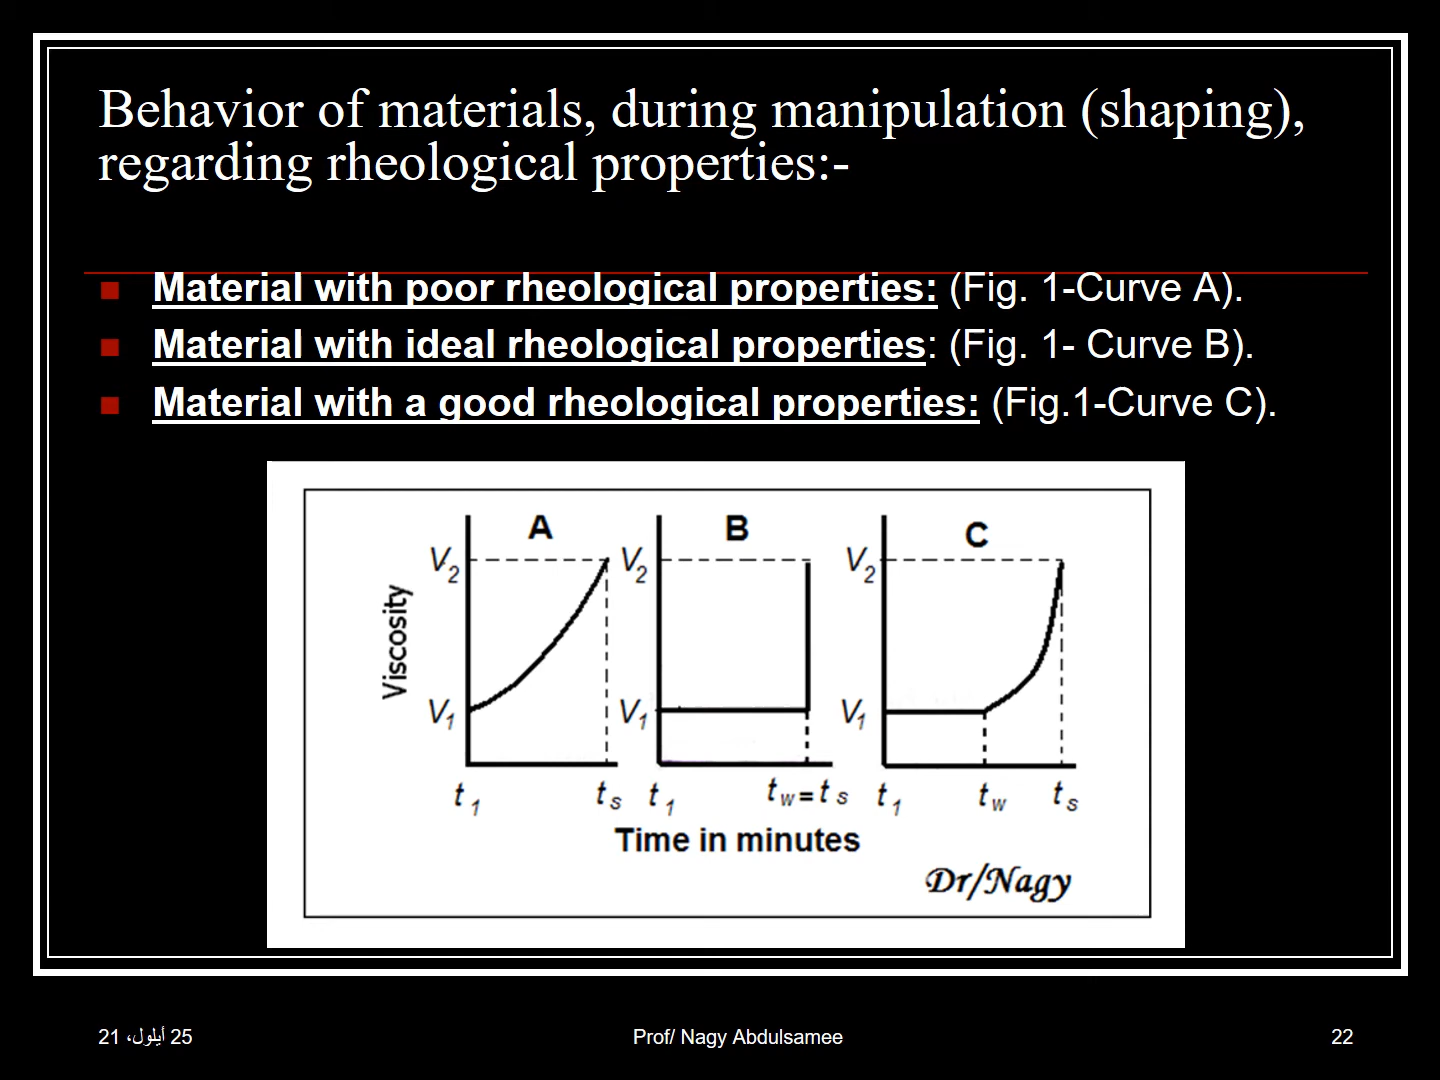 Behavior of materials, during manipulation (shaping),
regarding rheological properties:-
Material with poor rheological properties: (Fig. 1-Curve A).
Material with ideal rheological properties: (Fig. 1- Curve B).
Material with a good rheological properties: (Fig.1-Curve C).
A B C
V2 V2 V2
Viscosity
V1 V1 V1
t1 ts t1 tw=ts t1 tw ts
Time in minutes
Dr/Nagy
25 أيلول، 21 Prof/ Nagy Abdulsamee 22